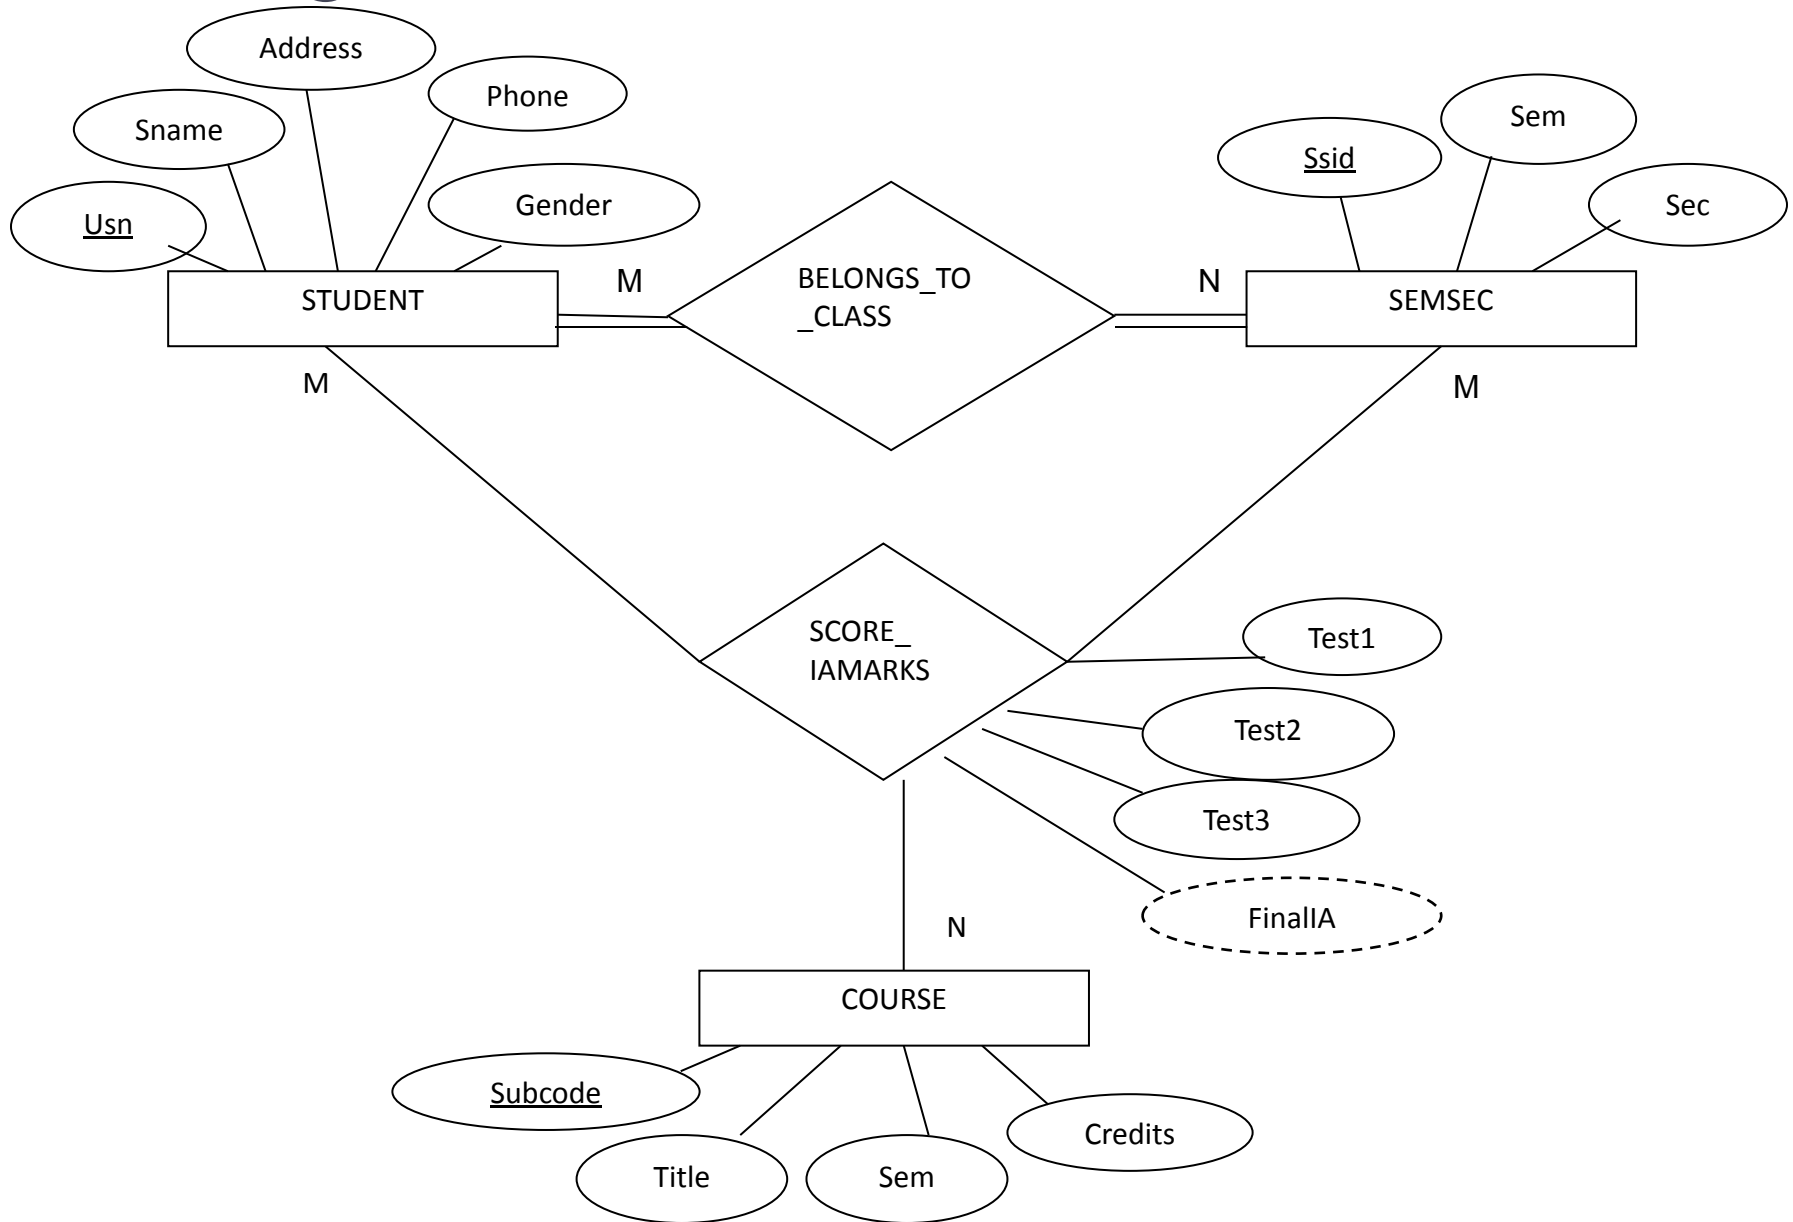 Address
Phone
Sname
Sem
Ssid
Gender
Sec
Usn
M
BELONGS_TO
_CLASS
N
STUDENT
SEMSEC
M
M
SCORE_
IAMARKS
Test1
Test2
Test3
FinalIA
N
COURSE
Subcode
Credits
Title
Sem